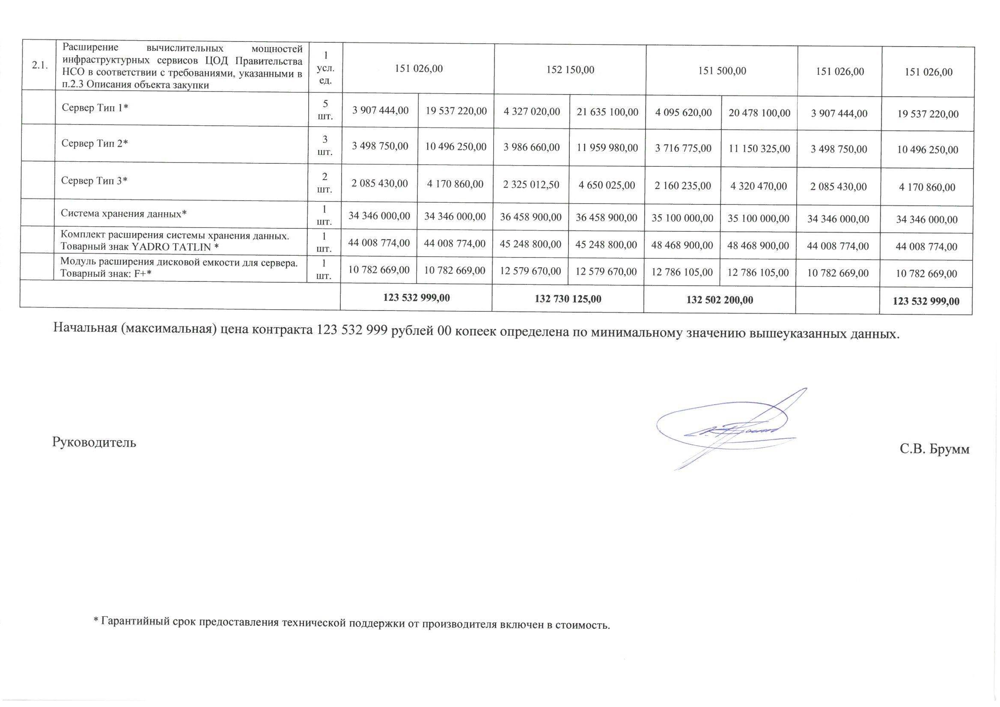 2.1.
Расширение вычислительных мощностей
инфраструктурных сервисов ЦОД Правительства
НСО в соответствии с требованиями, указанными в
п.2.3 Описания объекта закупки
1
усл.
ед.
151 026,00 152 150,00 151 500,00 151 026,00 151 026,00
Сервер Тип 1*
5
шт.
3 907 444,00 19 537 220,00 4 327 020,00 21 635 100,00 4 095 620,00 20 478 100,00 3 907 444,00 19 537 220,00
Сервер Тип 2*
3
шт.
3 498 750,00 10 496 250,00 3 986 660,00 11 959 980,00 3 716 775,00 11 150 325,00 3 498 750,00 10 496 250,00
Сервер Тип 3*
2
шт.
2 085 430,00 4 170 860,00 2 325 012,50 4 650 025,00 2 160 235,00 4 320 470,00 2 085 430,00 4 170 860,00
Система хранения данных*
1
шт.
34 346 000,00 34 346 000,00 36 458 900,00 36 458 900,00 35 100 000,00 35 100 000,00 34 346 000,00 34 346 000,00
Комплект расширения системы хранения данных.
Товарный знак YADRO TATLIN *
1
шт.
44 008 774,00 44 008 774,00 45 248 800,00 45 248 800,00 48 468 900,00 48 468 900,00 44 008 774,00 44 008 774,00
Модуль расширения дисковой емкости для сервера.
Товарный знак: F+*
1
шт.
10 782 669,00 10 782 669,00 12 579 670,00 12 579 670,00 12 786 105,00 12 786 105,00 10 782 669,00 10 782 669,00
123 532 999,00 132 730 125,00 132 502 200,00 123 532 999,00
Начальная (максимальная) цена контракта 123 532 999 рублей 00 копеек определена по минимальному значению вышеуказанных данных.
Руководитель
С.В. Брумм
* Гарантийный срок предоставления технической поддержки от производителя включен в стоимость.